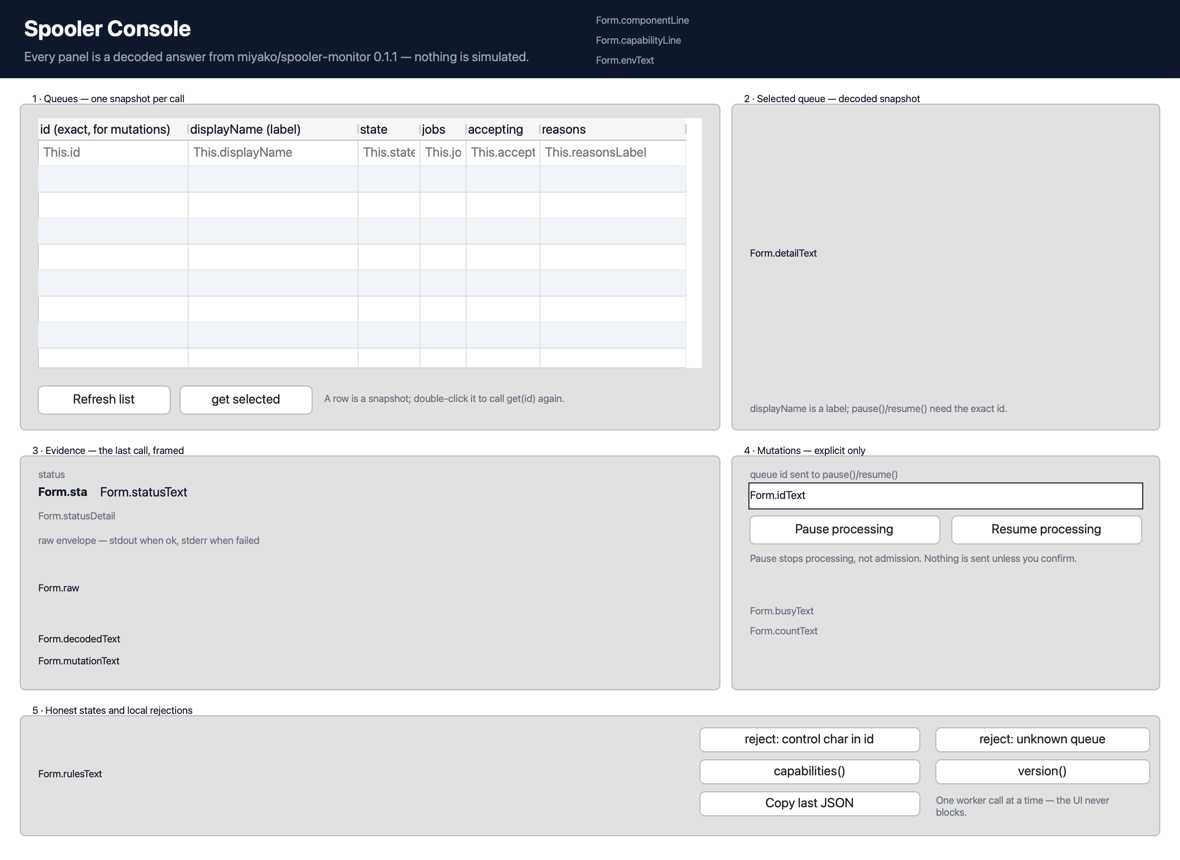 Spooler Console
Every panel is a decoded answer from miyako/spooler-monitor 0.1.1 — nothing is simulated.
Form.componentLine
Form.capabilityLine
Form.envText
1 · Queues — one snapshot per call
id (exact, for mutations) displayName (label) state jobs accepting reasons
This.id This.displayName This.state This.jo This.accept This.reasonsLabel
Refresh list get selected A row is a snapshot; double-click it to call get(id) again.
2 · Selected queue — decoded snapshot
Form.detailText
displayName is a label; pause()/resume() need the exact id.
3 · Evidence — the last call, framed
status
Form.sta Form.statusText
Form.statusDetail
raw envelope — stdout when ok, stderr when failed
Form.raw
Form.decodedText
Form.mutationText
4 · Mutations — explicit only
queue id sent to pause()/resume()
Form.idText
Pause processing Resume processing
Pause stops processing, not admission. Nothing is sent unless you confirm.
Form.busyText
Form.countText
5 · Honest states and local rejections
Form.rulesText
reject: control char in id reject: unknown queue
capabilities() version()
Copy last JSON
One worker call at a time — the UI never
blocks.